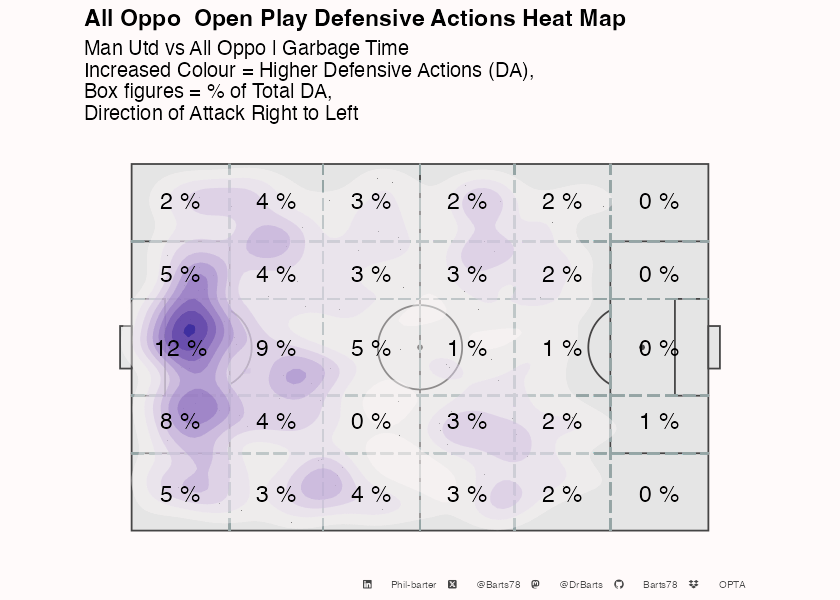 All Oppo  Open Play Defensive Actions Heat Map
Man Utd vs All Oppo | Garbage Time
Increased Colour = Higher Defensive Actions (DA),
Box figures = % of Total DA,
Direction of Attack Right to Left
2 % 4 % 3 % 2 % 2 % 0 %
5 % 4 % 3 % 3 % 2 % 0 %
12 % 9 % 5 % 1 % 1 % 0 %
8 % 4 % 0 % 3 % 2 % 1 %
5 % 3 % 4 % 3 % 2 % 0 %
Phil-barter @Barts78 @DrBarts Barts78 OPTA